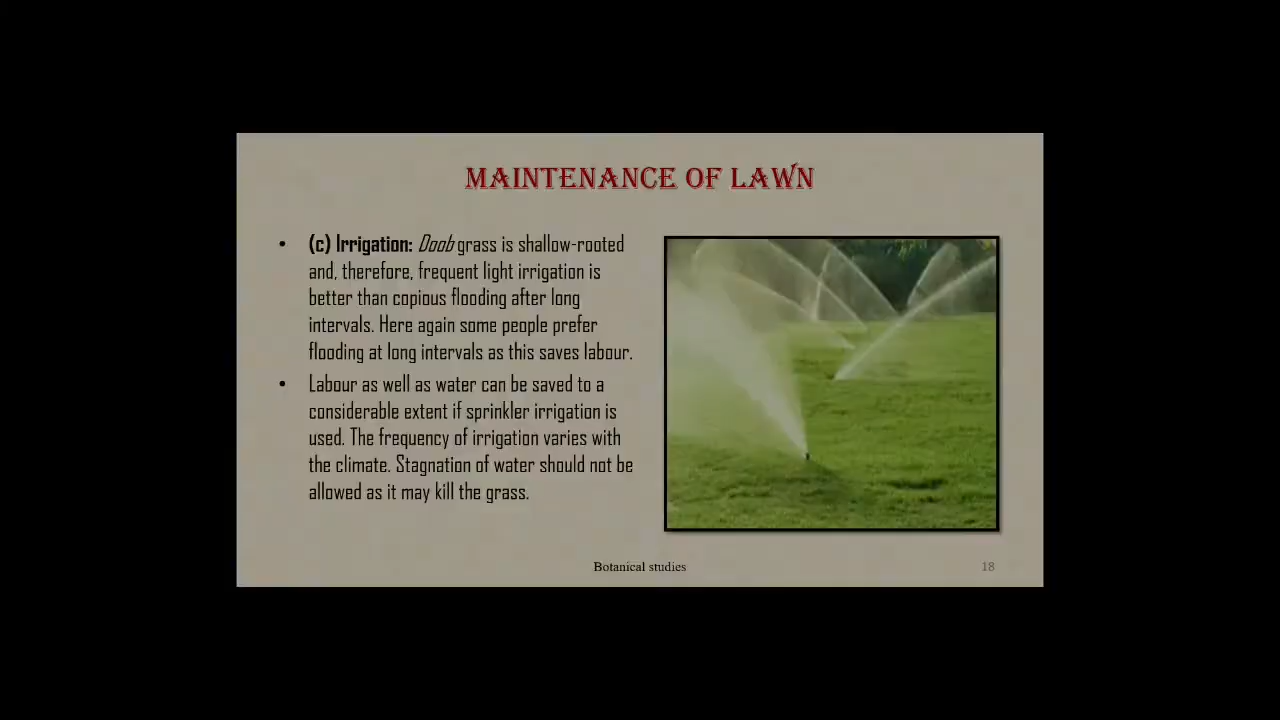 MAINTENANCE OF LAWN
• (c) Irrigation: Doob grass is shallow-rooted
and, therefore, frequent light irrigation is
better than copious flooding after long
intervals. Here again some people prefer
flooding at long intervals as this saves labour.
• Labour as well as water can be saved to a
considerable extent if sprinkler irrigation is
used. The frequency of irrigation varies with
the climate. Stagnation of water should not be
allowed as it may kill the grass.
Botanical studies
18